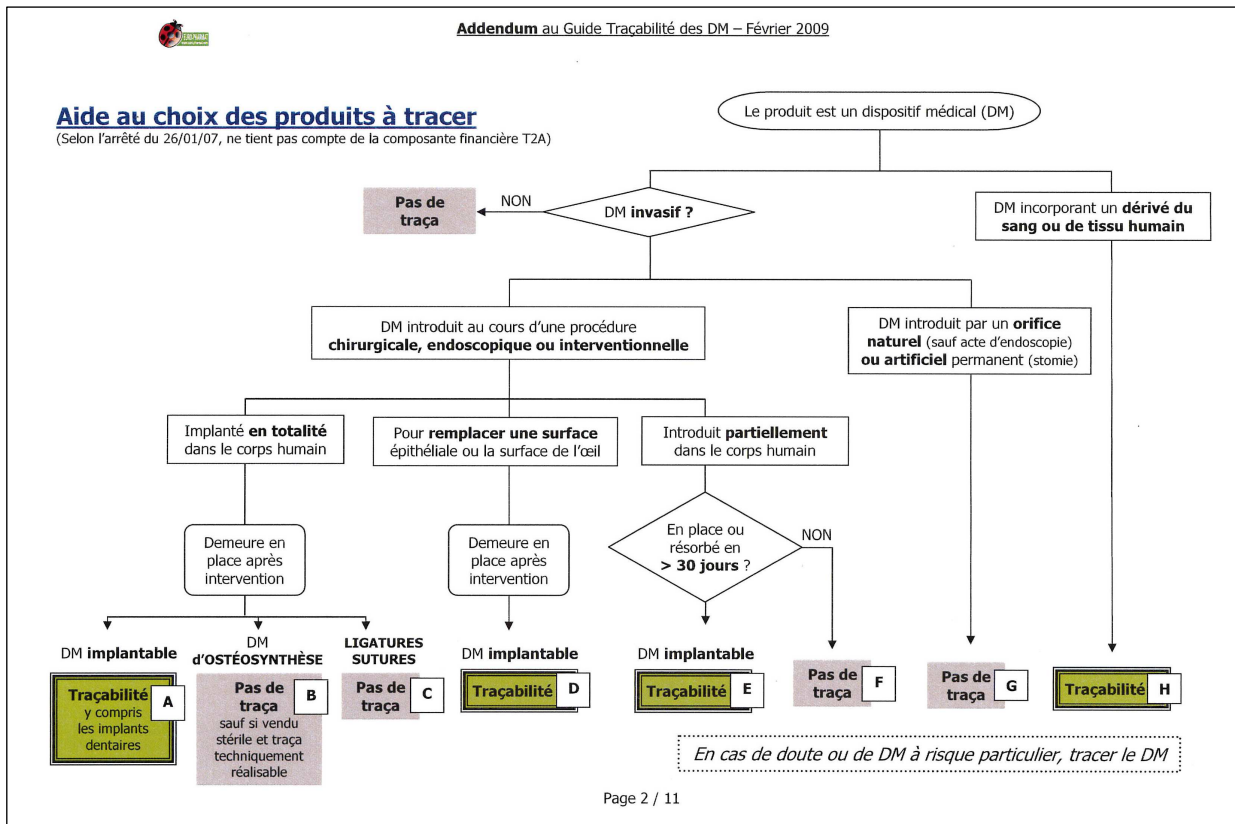 Addendum au Guide Traçabilité des DM – Février 2009
Aide au choix des produits à tracer
(Selon l'arrêté du 26/01/07, ne tient pas compte de la composante financière T2A)
Le produit est un dispositif médical (DM)
Pas de
traça
NON
DM invasif ?
DM incorporant un dérivé du
sang ou de tissu humain
DM introduit au cours d'une procédure
chirurgicale, endoscopique ou interventionnelle
DM introduit par un orifice
naturel (sauf acte d'endoscopie)
ou artificiel permanent (stomie)
Implanté en totalité
dans le corps humain
Pour remplacer une surface
épithéliale ou la surface de l'œil
Introduit partiellement
dans le corps humain
Demeure en
place après
intervention
Demeure en
place après
intervention
En place ou
résorbé en
> 30 jours ?
NON
DM implantable
Traçabilité
y compris
les implants
dentaires
A
DM
d'OSTÉOSYNTHÈSE
Pas de
traça
sauf si vendu
stérile et traça
techniquement
réalisable
B
LIGATURES
SUTURES
Pas de
traça
C
DM implantable
Traçabilité
D
DM implantable
Traçabilité
E
Pas de
traça
F
Pas de
traça
G
Traçabilité
H
En cas de doute ou de DM à risque particulier, tracer le DM
Page 2 / 11